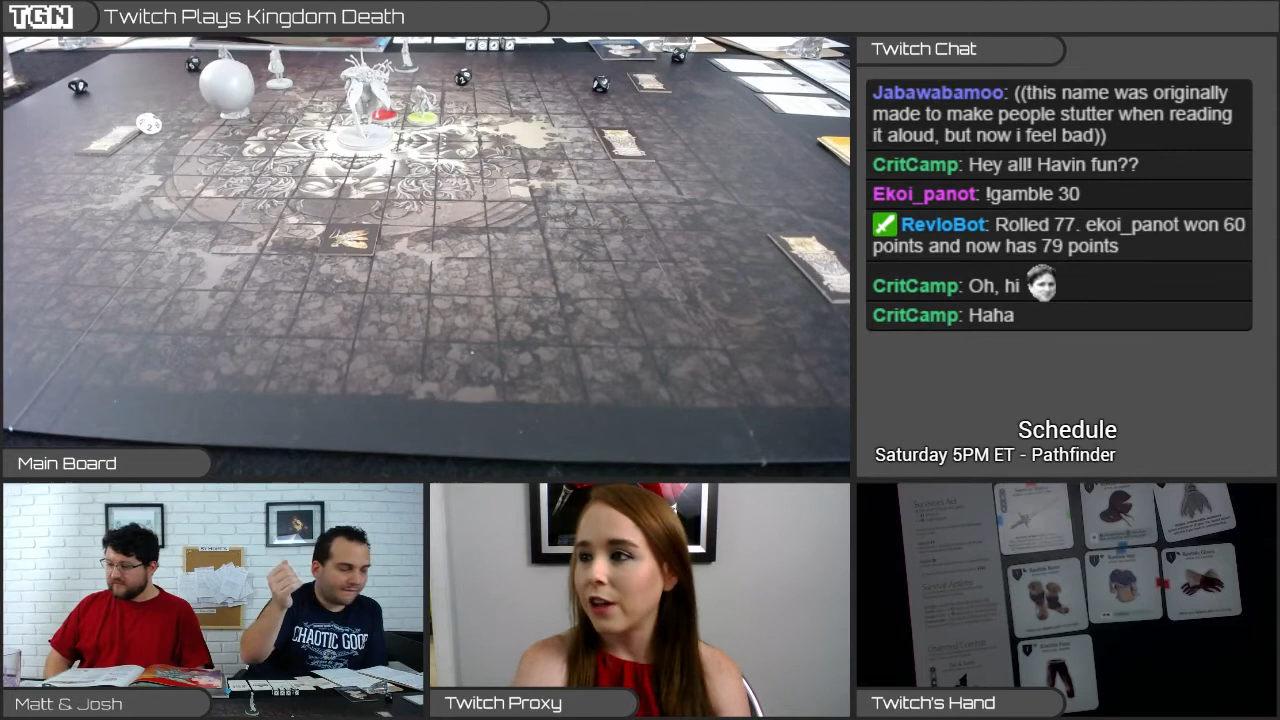 TGN
Twitch Plays Kingdom Death
Twitch Chat
Jabawabamoo: ((this name was originally
made to make people stutter when reading
it aloud, but now i feel bad))
CritCamp: Hey all! Havin fun??
Ekoi_panot: !gamble 30
RevloBot: Rolled 77. ekoi_panot won 60
points and now has 79 points
CritCamp: Oh, hi
CritCamp: Haha
Schedule
Saturday 5PM ET - Pathfinder
Main Board
CHAOTIC GOOD
Survival Actions
Matt & Josh
Twitch Proxy
Twitch's Hand